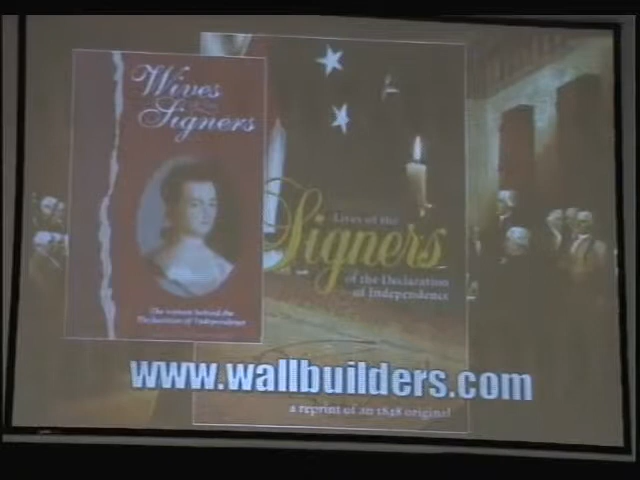 Wives
Signers
The women behind the
Declaration of Independence
Lives of the
Signers
of the Declaration
of Independence
www.wallbuilders.com
a reprint of an 1848 original